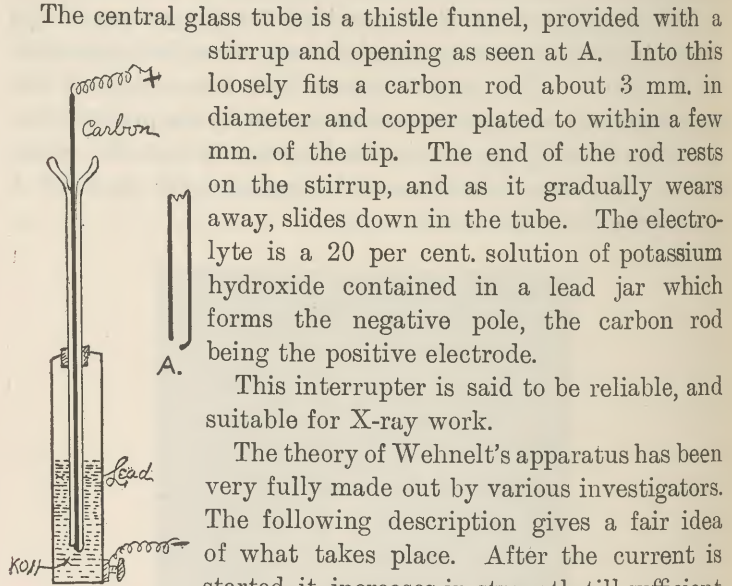 The central glass tube is a thistle funnel, provided with a
stirrup and opening as seen at A. Into this
loosely fits a carbon rod about 3 mm. in
diameter and copper plated to within a few
mm. of the tip. The end of the rod rests
on the stirrup, and as it gradually wears
away, slides down in the tube. The electro-
lyte is a 20 per cent. solution of potassium
hydroxide contained in a lead jar which
forms the negative pole, the carbon rod
being the positive electrode.
This interrupter is said to be reliable, and
suitable for X-ray work.
The theory of Wehnelt's apparatus has been
very fully made out by various investigators.
The following description gives a fair idea
of what takes place. After the current is
started it increases in
+
Carbon
A.
Lead
-
KOH